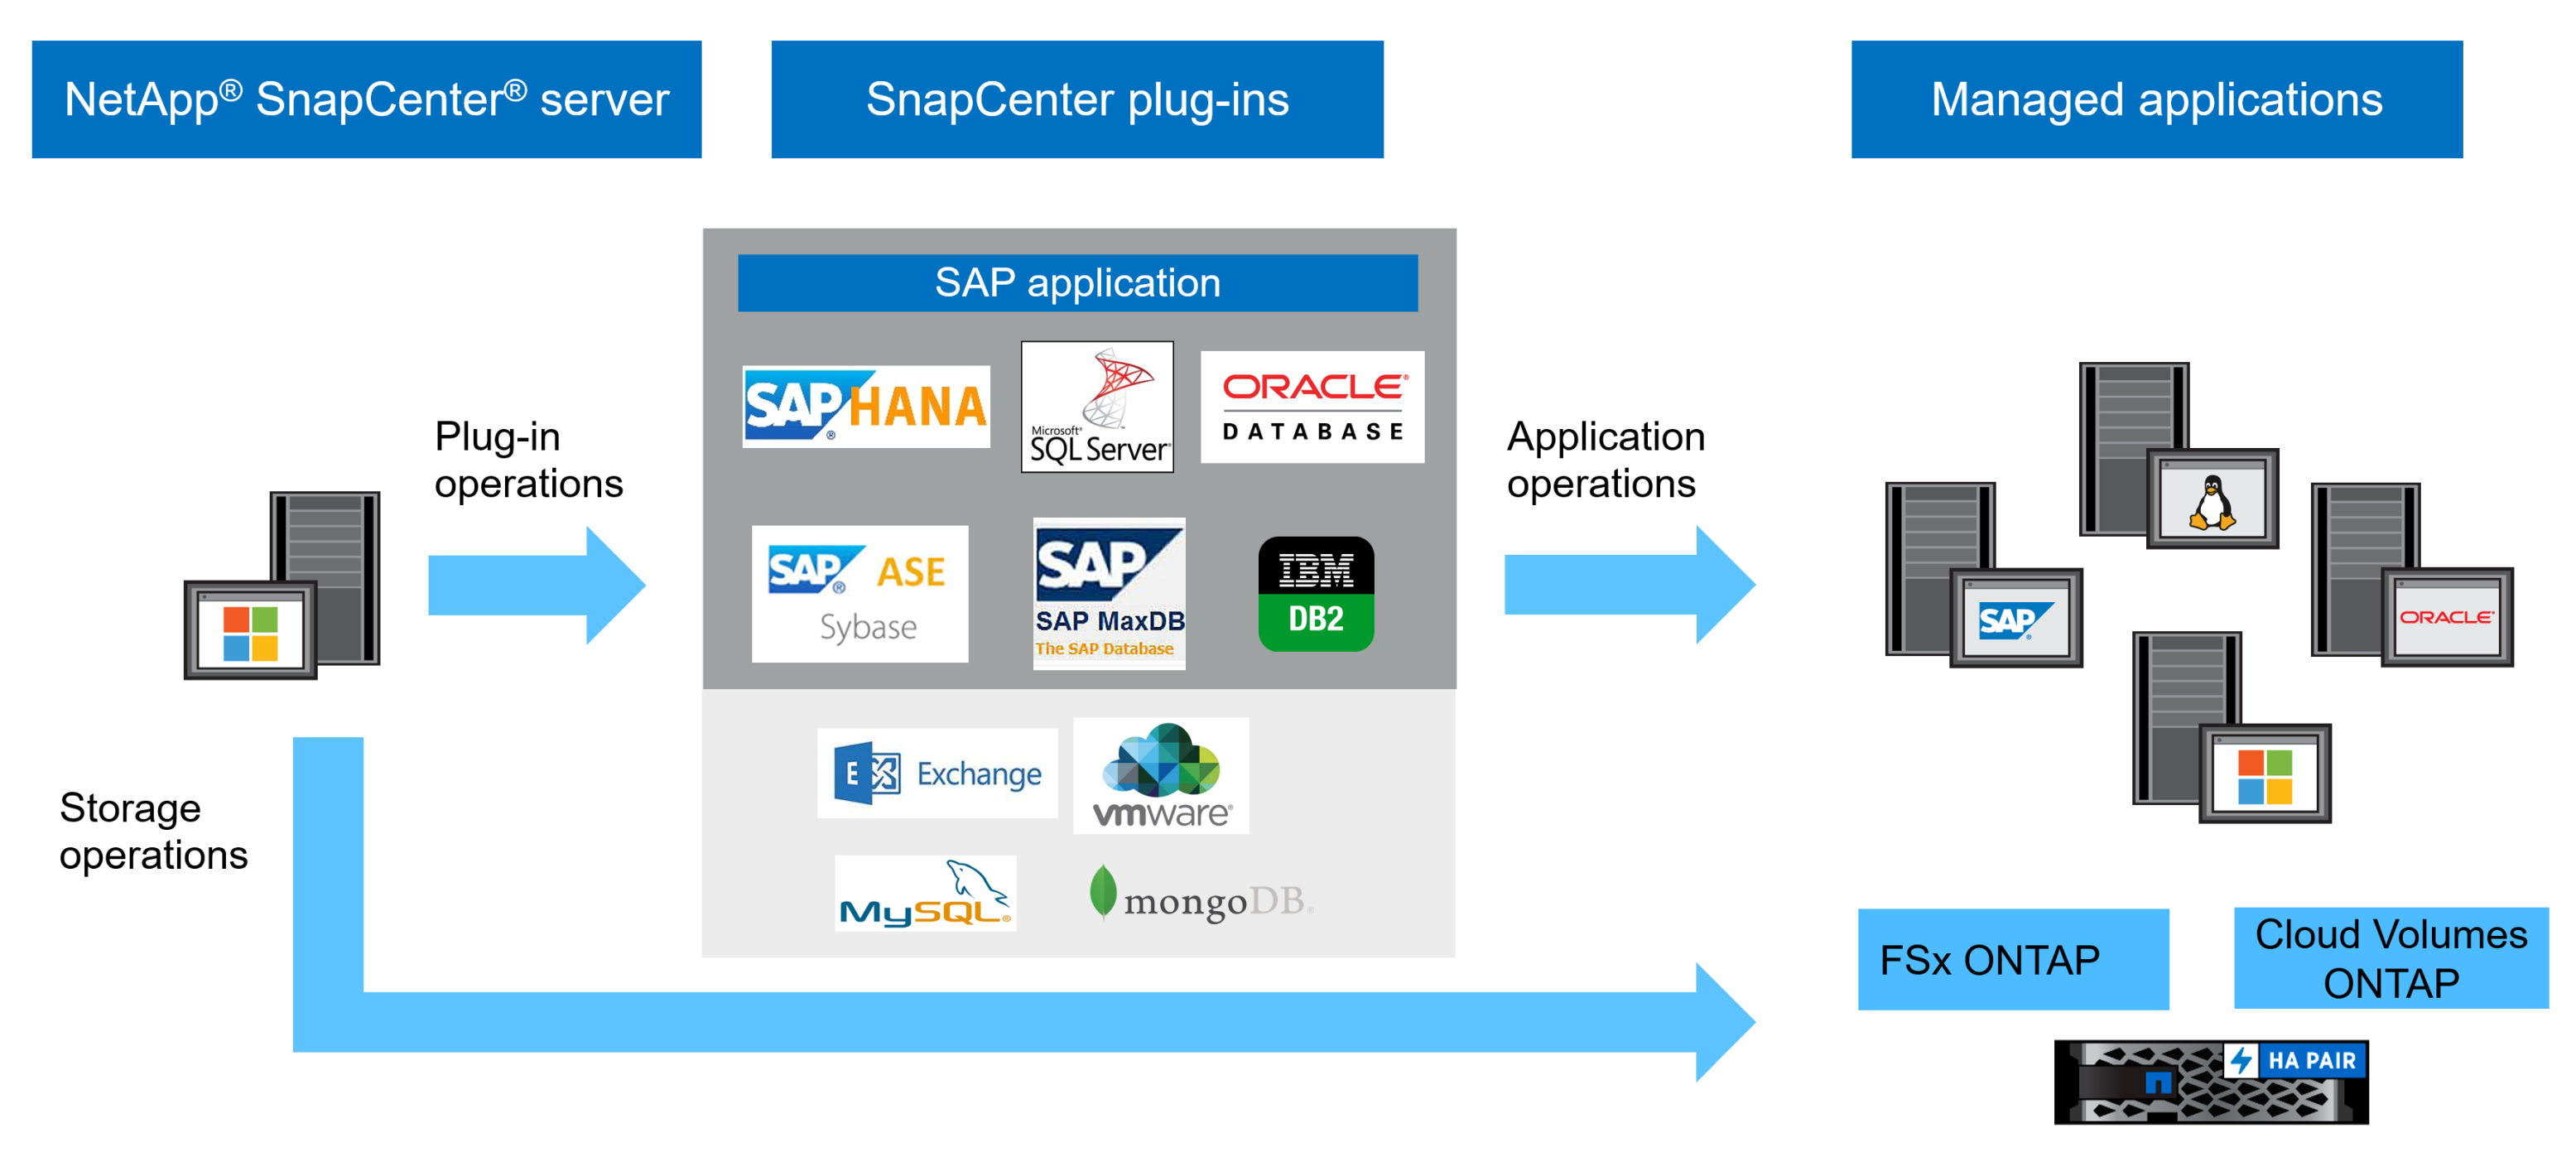 NetApp® SnapCenter® server
SnapCenter plug-ins
Managed applications
SAP application
SAP® HANA
Microsoft®
SQL Server®
ORACLE®
DATABASE
Plug-in
operations
Application
operations
SAP® ASE
Sybase
SAP
SAP MaxDB
The SAP Database
IBM
DB2
SAP®
ORACLE®
E X Exchange
vmware®
Storage
operations
MySQL®
mongoDB®
FSx ONTAP
Cloud Volumes
ONTAP
HA PAIR